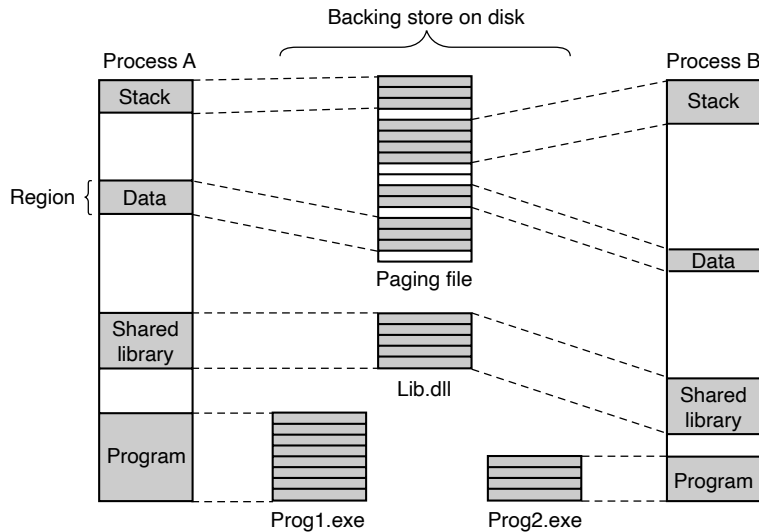 Backing store on disk
Process A
Process B
Stack
Stack
Region
Data
Data
Paging file
Shared
library
Lib.dll
Shared
library
Program
Program
Prog1.exe
Prog2.exe